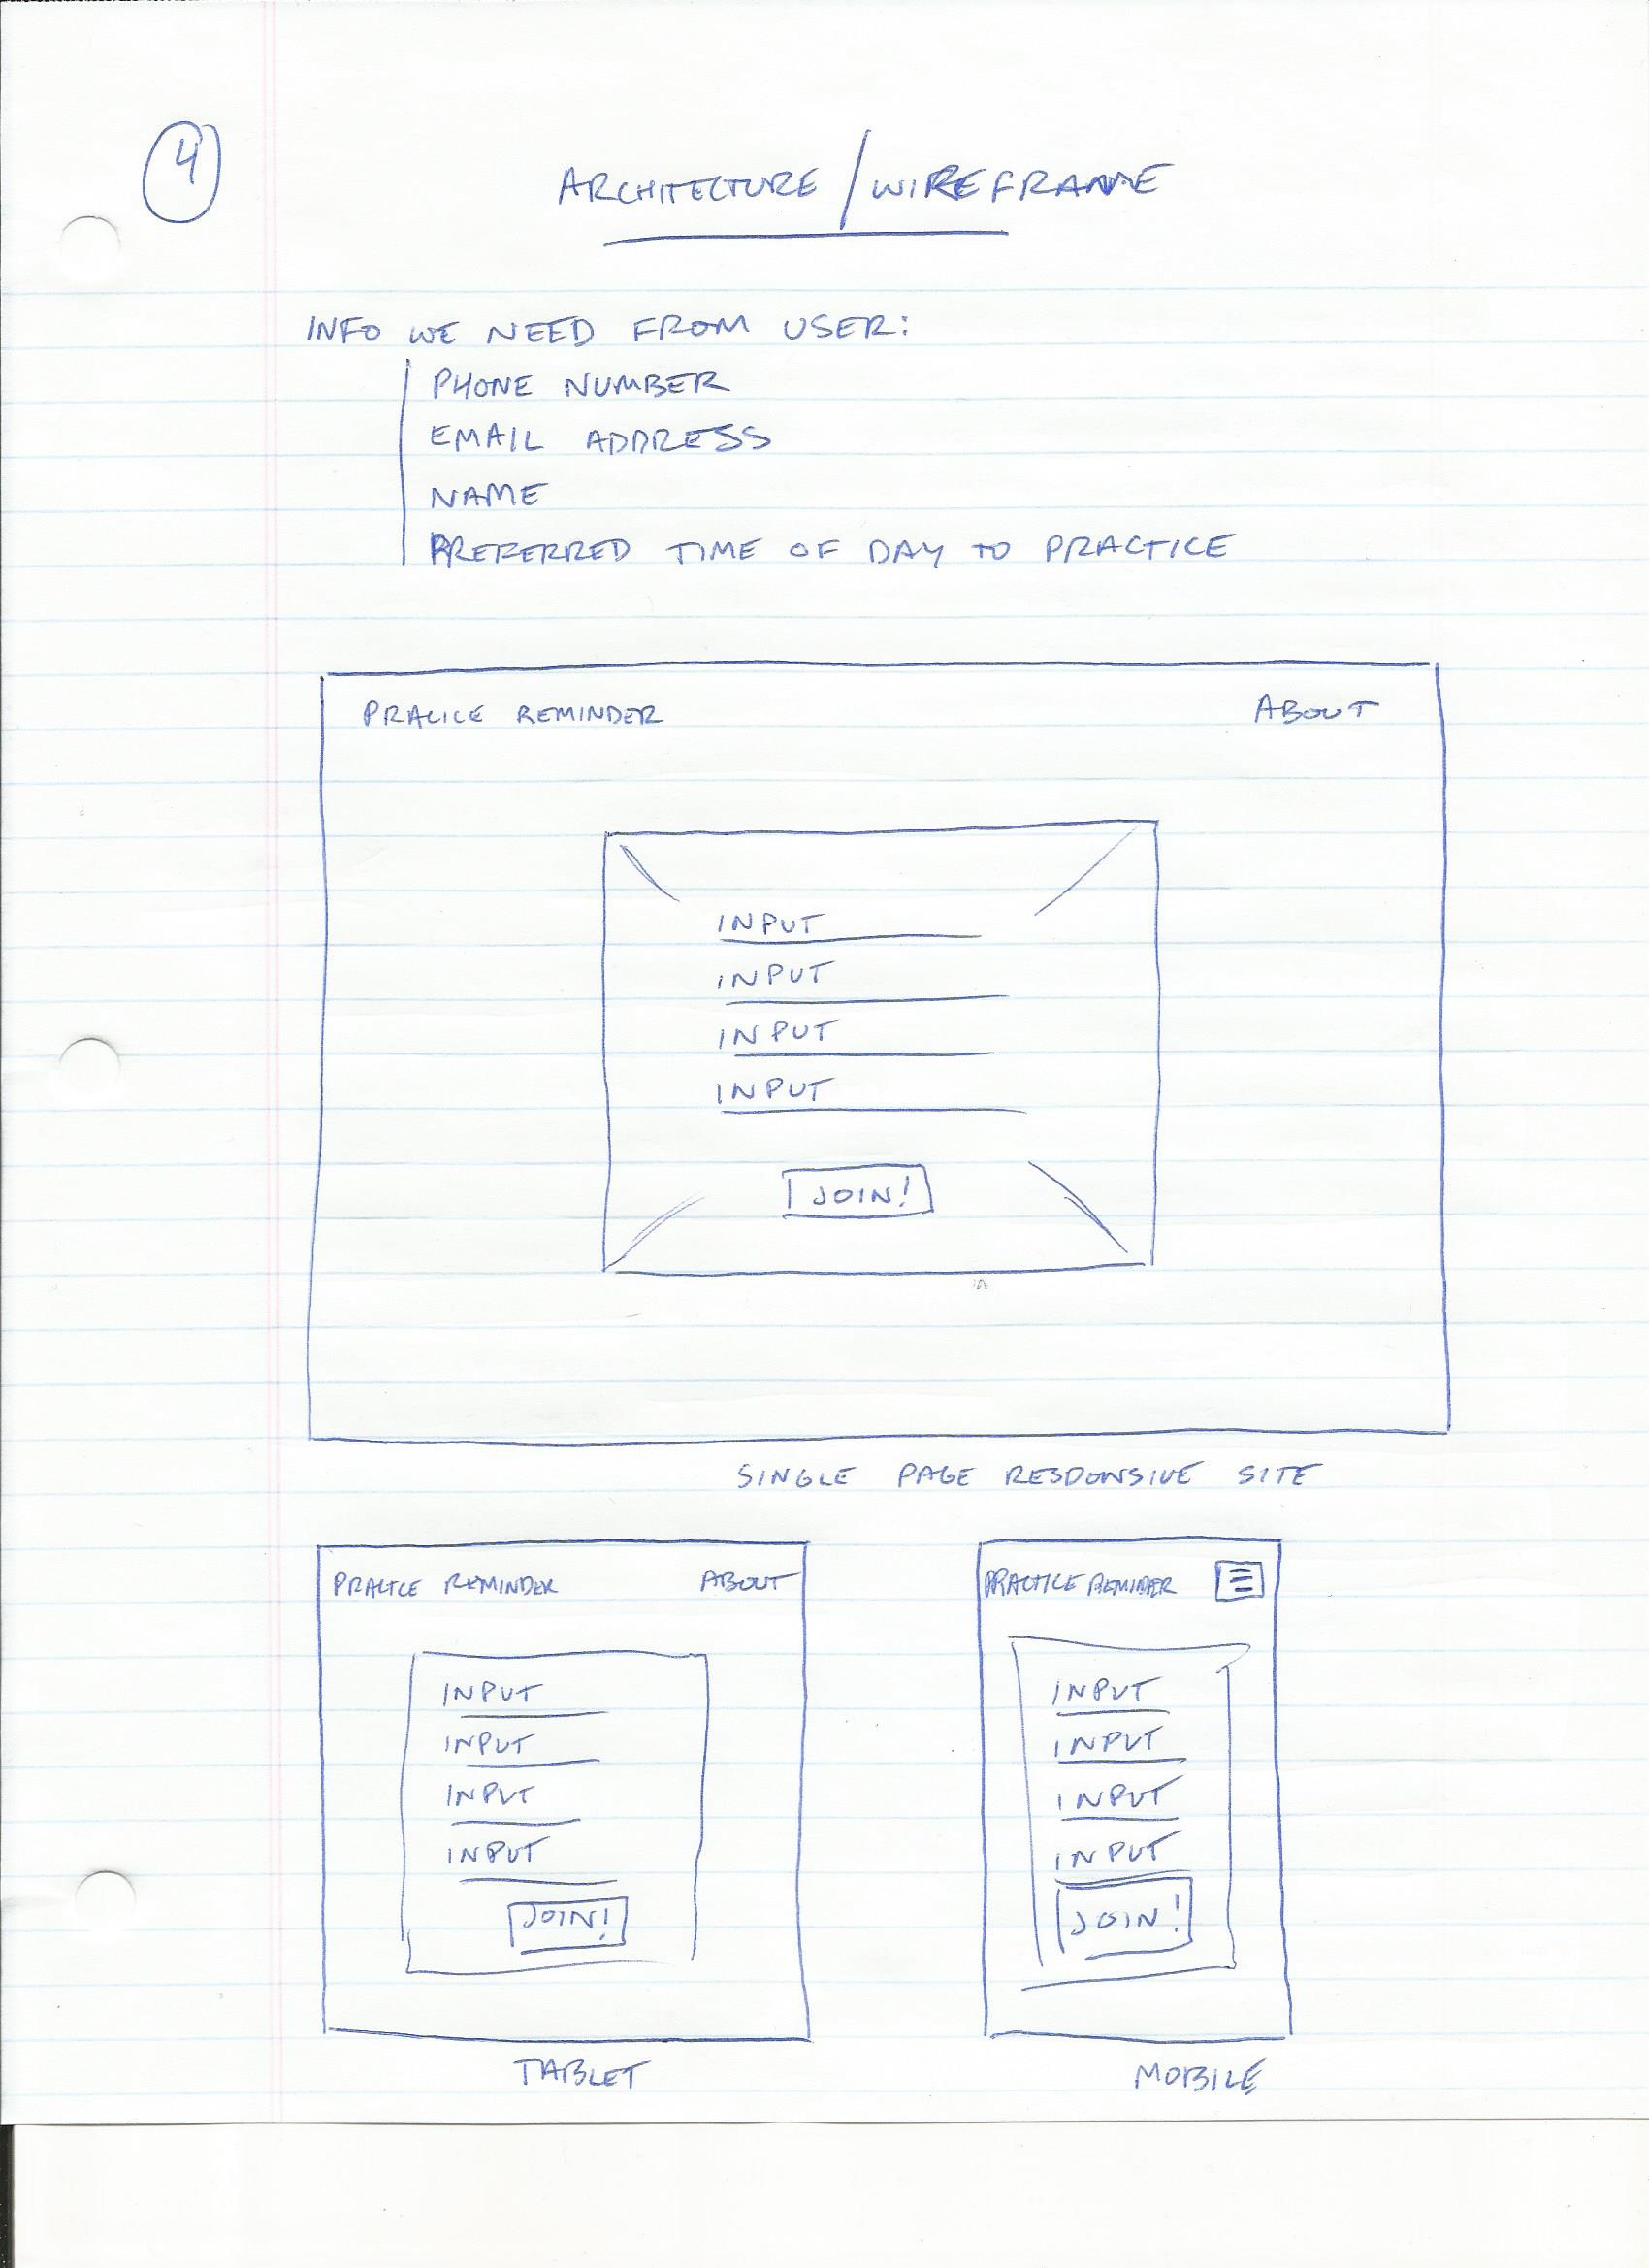 4
ARCHITECTURE / WIREFRAME
INFO WE NEED FROM USER:
PHONE NUMBER
EMAIL ADDRESS
NAME
PREFERRED TIME OF DAY TO PRACTICE
PRACICE REMINDER ABOUT
INPUT
INPUT
INPUT
INPUT
JOIN!
SINGLE PAGE RESPONSIVE SITE
PRACTCE REMINDER ABOUT
INPUT
INPUT
INPUT
INPUT
JOIN!
TABLET
PRACTICE REMINDER
INPUT
INPUT
INPUT
INPUT
JOIN!
MOBILE